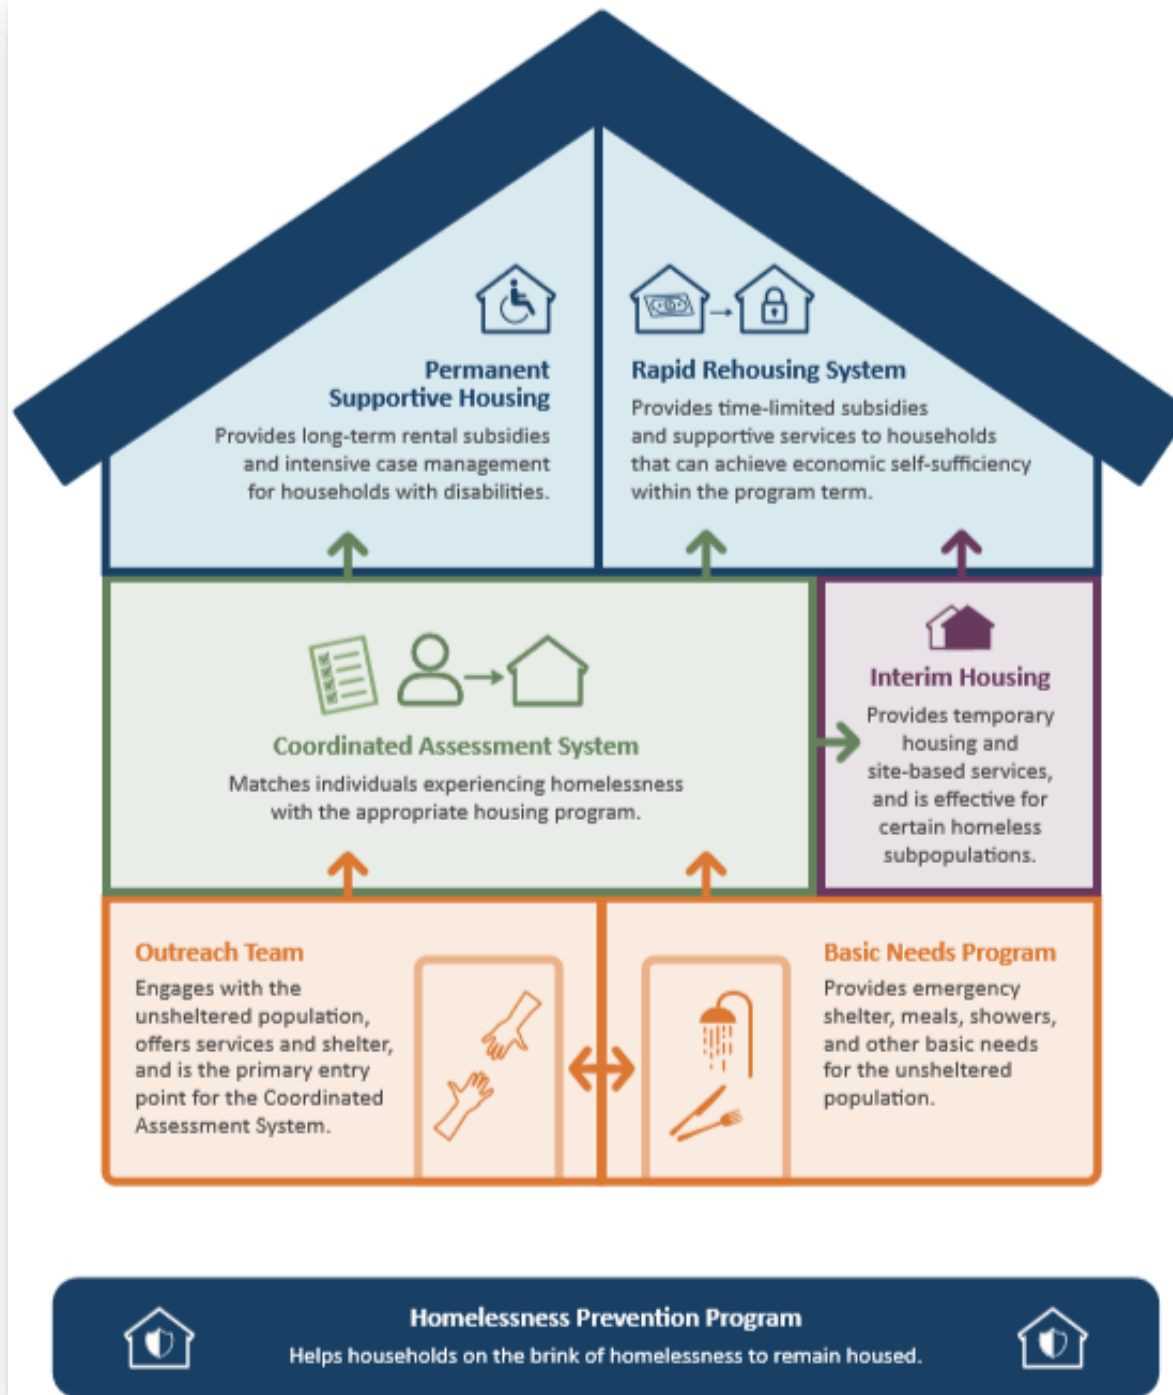 Permanent
Supportive Housing
Provides long-term rental subsidies
and intensive case management
for households with disabilities.
Rapid Rehousing System
Provides time-limited subsidies
and supportive services to households
that can achieve economic self-sufficiency
within the program term.
Coordinated Assessment System
Matches individuals experiencing homelessness
with the appropriate housing program.
Interim Housing
Provides temporary
housing and
site-based services,
and is effective for
certain homeless
subpopulations.
Outreach Team
Engages with the
unsheltered population,
offers services and shelter,
and is the primary entry
point for the Coordinated
Assessment System.
Basic Needs Program
Provides emergency
shelter, meals, showers,
and other basic needs
for the unsheltered
population.
Homelessness Prevention Program
Helps households on the brink of homelessness to remain housed.